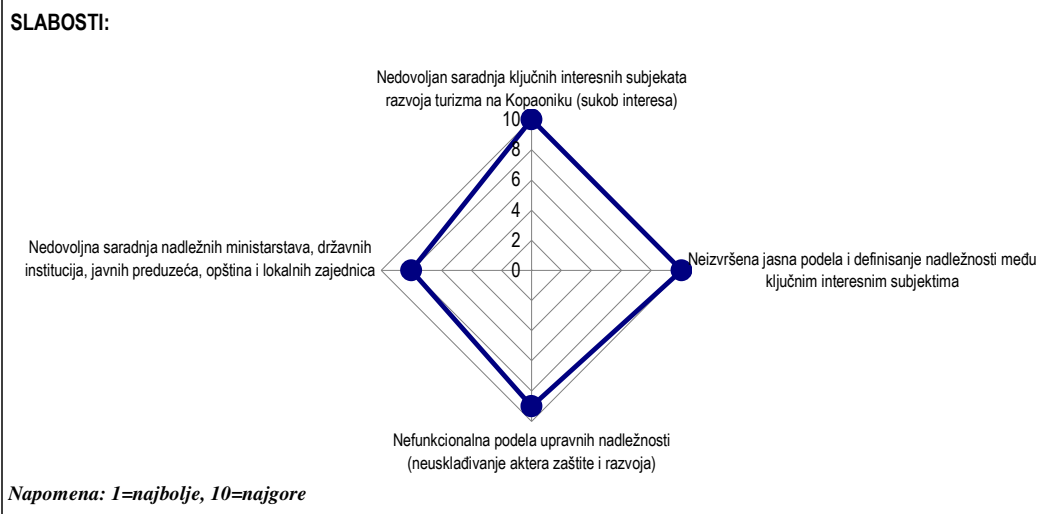 SLABOSTI:
Nedovoljan saradnja ključnih interesnih subjekata
razvoja turizma na Kopaoniku (sukob interesa)
10
8
6
4
2
0
Nedovoljna saradnja nadležnih ministarstava, državnih
institucija, javnih preduzeća, opština i lokalnih zajednica
Neizvršena jasna podela i definisanje nadležnosti među
ključnim interesnim subjektima
Nefunkcionalna podela upravnih nadležnosti
(neusklađivanje aktera zaštite i razvoja)
Napomena: 1=najbolje, 10=najgore